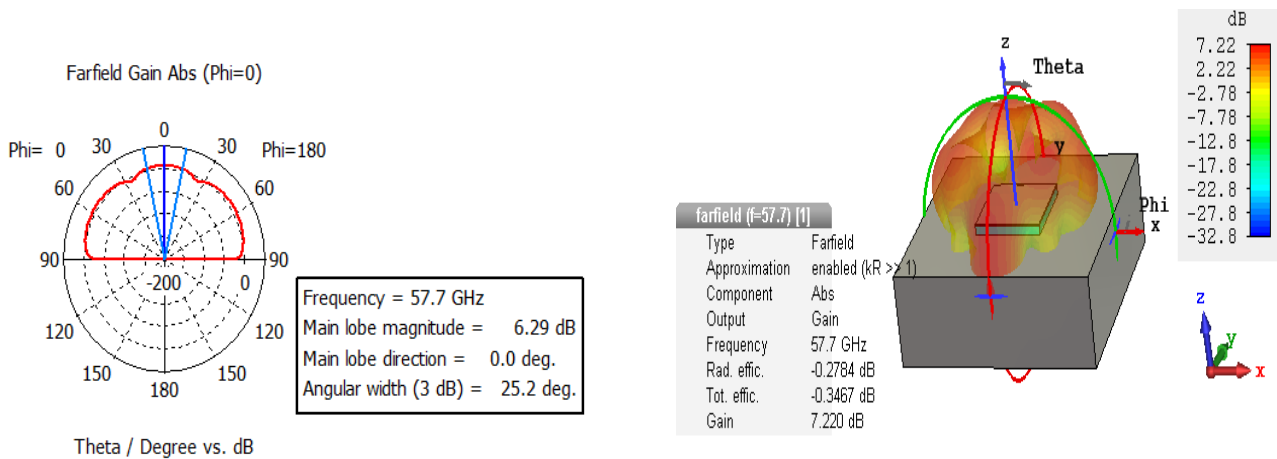 Farfield Gain Abs (Phi=0)
0
Phi= 0 30 30 Phi=180
60 60
90 90
-200 0
120 120
150 150
180
Theta / Degree vs. dB
Frequency = 57.7 GHz
Main lobe magnitude = 6.29 dB
Main lobe direction = 0.0 deg.
Angular width (3 dB) = 25.2 deg.
z
Theta
y
Phi
x
farfield (f=57.7) [1]
Type Farfield
Approximation enabled (kR >> 1)
Component Abs
Output Gain
Frequency 57.7 GHz
Rad. effic. -0.2784 dB
Tot. effic. -0.3467 dB
Gain 7.220 dB
dB
7.22
2.22
-2.78
-7.78
-12.8
-17.8
-22.8
-27.8
-32.8
z
y
x